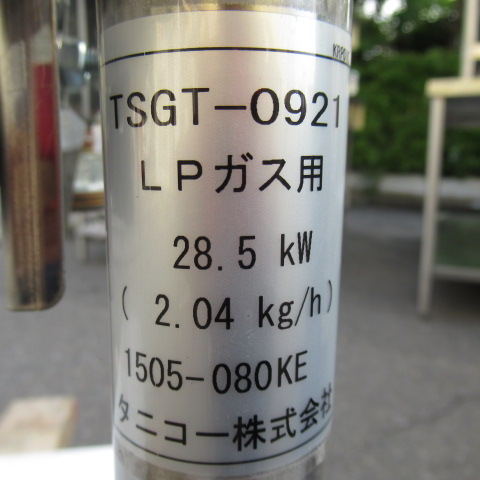 TSGT-0921
LPガス用
28.5 kW
( 2.04 kg/h)
1505-080KE
タニコー株式会社